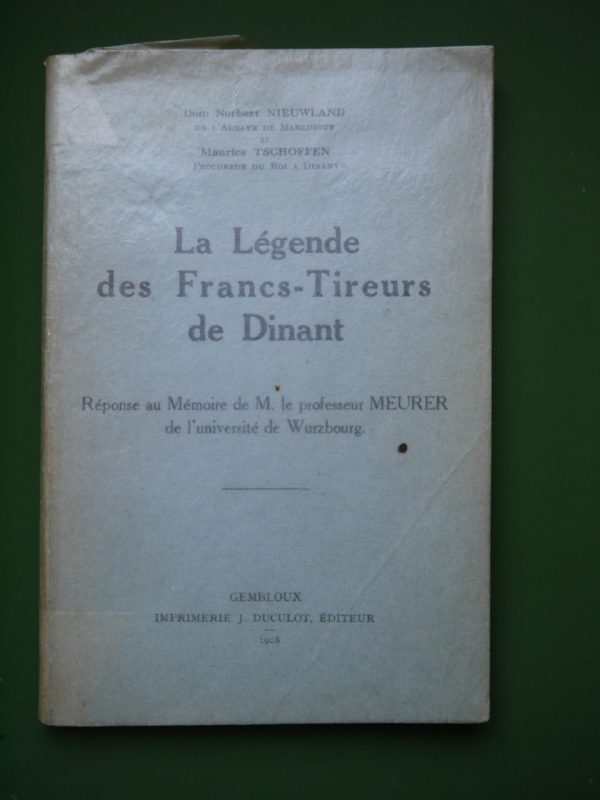 Dom Norbert NIEUWLAND
DE L'ABBAYE DE MAREDSOUS
ET
Maurice TSCHOFFEN
PROCUREUR DU ROI A DINANT
La Légende
des Francs-Tireurs
de Dinant
Réponse au Mémoire de M. le professeur MEURER
de l'université de Wurzbourg.
GEMBLOUX
IMPRIMERIE J. DUCULOT, ÉDITEUR
1928